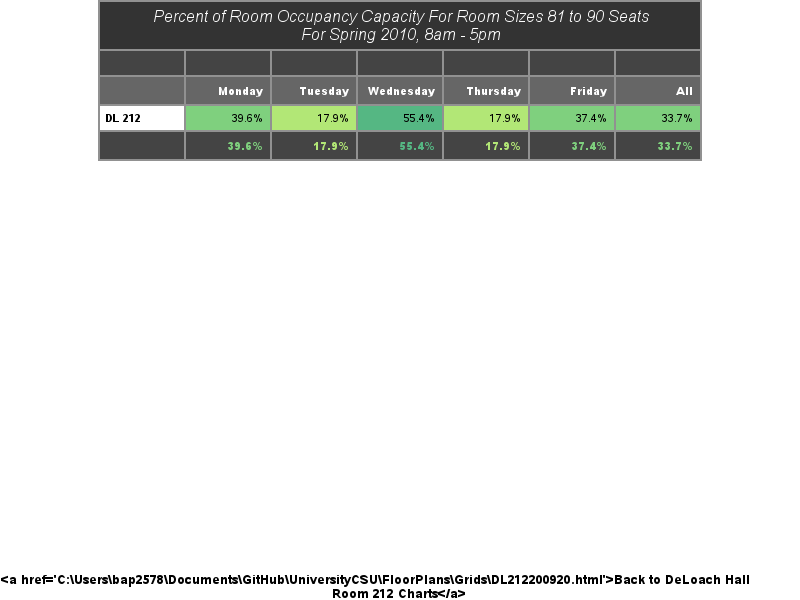 Percent of Room Occupancy Capacity For Room Sizes 81 to 90 Seats
For Spring 2010, 8am - 5pm
Monday Tuesday Wednesday Thursday Friday All
DL 212 39.6% 17.9% 55.4% 17.9% 37.4% 33.7%
39.6% 17.9% 55.4% 17.9% 37.4% 33.7%
<a href='C:\Users\bap2578\Documents\GitHub\UniversityCSU\FloorPlans\Grids\DL212200920.html'>Back to DeLoach Hall
Room 212 Charts</a>